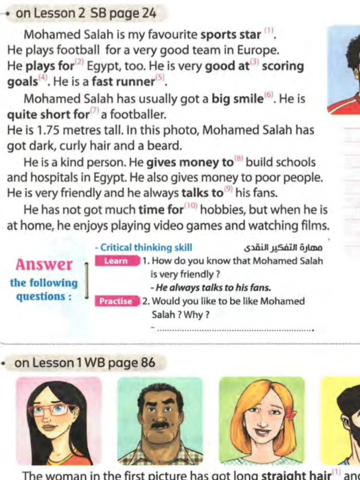 • on Lesson 2 SB page 24
Mohamed Salah is my favourite sports star (1).
He plays football for a very good team in Europe.
He plays for(2) Egypt, too. He is very good at(3) scoring
goals(4). He is a fast runner(5).
Mohamed Salah has usually got a big smile(6). He is
quite short for(7) a footballer.
He is 1.75 metres tall. In this photo, Mohamed Salah has
got dark, curly hair and a beard.
He is a kind person. He gives money to(8) build schools
and hospitals in Egypt. He also gives money to poor people.
He is very friendly and he always talks to(9) his fans.
He has not got much time for(10) hobbies, but when he is
at home, he enjoys playing video games and watching films.
- Critical thinking skill مهارة التفكير النقدى
Answer
the following
questions :
Learn 1. How do you know that Mohamed Salah
is very friendly ?
- He always talks to his fans.
Practise 2. Would you like to be like Mohamed
Salah ? Why ?
- ......................................................
• on Lesson 1 WB page 86
The woman in the first picture has got long straight hair(1) and